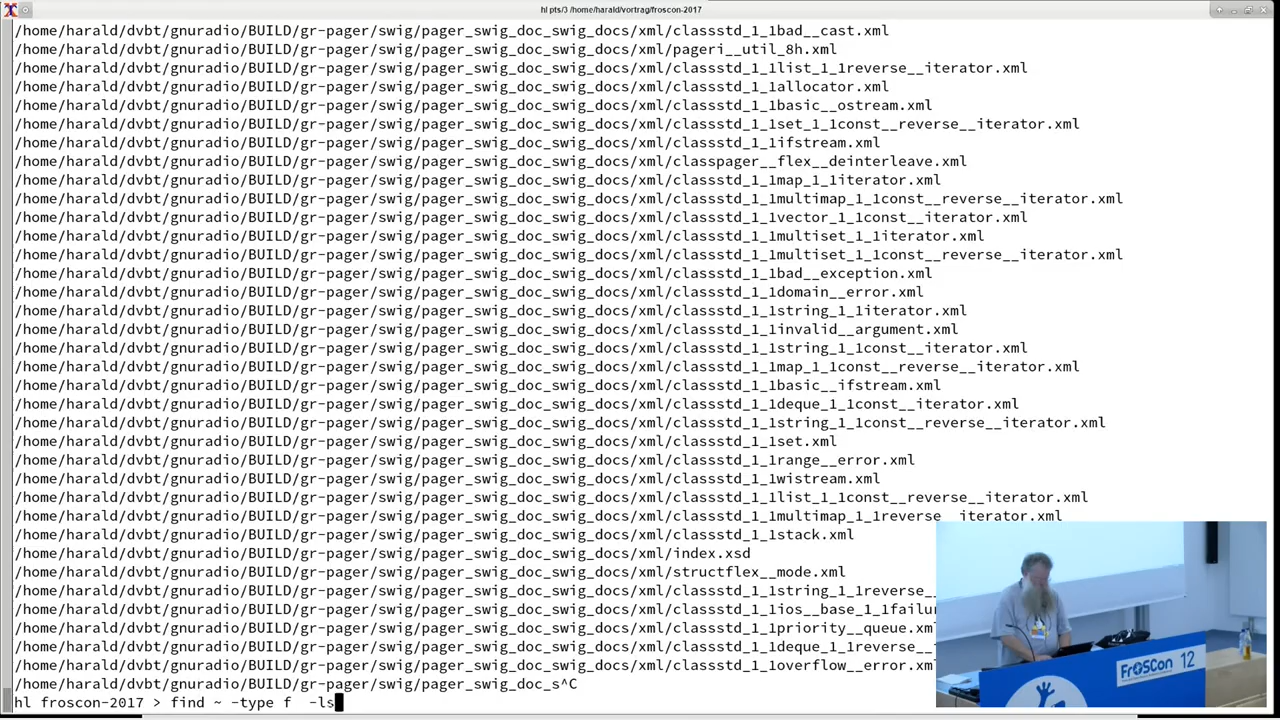 hl pts/3 /home/harald/vortrag/froscon-2017
/home/harald/dvbt/gnuradio/BUILD/gr-pager/swig/pager_swig_doc_swig_docs/xml/classstd_1_1bad__cast.xml
/home/harald/dvbt/gnuradio/BUILD/gr-pager/swig/pager_swig_doc_swig_docs/xml/pageri__util_8h.xml
/home/harald/dvbt/gnuradio/BUILD/gr-pager/swig/pager_swig_doc_swig_docs/xml/classstd_1_1list_1_1reverse__iterator.xml
/home/harald/dvbt/gnuradio/BUILD/gr-pager/swig/pager_swig_doc_swig_docs/xml/classstd_1_1allocator.xml
/home/harald/dvbt/gnuradio/BUILD/gr-pager/swig/pager_swig_doc_swig_docs/xml/classstd_1_1basic__ostream.xml
/home/harald/dvbt/gnuradio/BUILD/gr-pager/swig/pager_swig_doc_swig_docs/xml/classstd_1_1set_1_1const__reverse__iterator.xml
/home/harald/dvbt/gnuradio/BUILD/gr-pager/swig/pager_swig_doc_swig_docs/xml/classstd_1_1ifstream.xml
/home/harald/dvbt/gnuradio/BUILD/gr-pager/swig/pager_swig_doc_swig_docs/xml/classpager__flex__deinterleave.xml
/home/harald/dvbt/gnuradio/BUILD/gr-pager/swig/pager_swig_doc_swig_docs/xml/classstd_1_1map_1_1iterator.xml
/home/harald/dvbt/gnuradio/BUILD/gr-pager/swig/pager_swig_doc_swig_docs/xml/classstd_1_1multimap_1_1const__reverse__iterator.xml
/home/harald/dvbt/gnuradio/BUILD/gr-pager/swig/pager_swig_doc_swig_docs/xml/classstd_1_1vector_1_1const__iterator.xml
/home/harald/dvbt/gnuradio/BUILD/gr-pager/swig/pager_swig_doc_swig_docs/xml/classstd_1_1multiset_1_1iterator.xml
/home/harald/dvbt/gnuradio/BUILD/gr-pager/swig/pager_swig_doc_swig_docs/xml/classstd_1_1multiset_1_1const__reverse__iterator.xml
/home/harald/dvbt/gnuradio/BUILD/gr-pager/swig/pager_swig_doc_swig_docs/xml/classstd_1_1bad__exception.xml
/home/harald/dvbt/gnuradio/BUILD/gr-pager/swig/pager_swig_doc_swig_docs/xml/classstd_1_1domain__error.xml
/home/harald/dvbt/gnuradio/BUILD/gr-pager/swig/pager_swig_doc_swig_docs/xml/classstd_1_1string_1_1iterator.xml
/home/harald/dvbt/gnuradio/BUILD/gr-pager/swig/pager_swig_doc_swig_docs/xml/classstd_1_1invalid__argument.xml
/home/harald/dvbt/gnuradio/BUILD/gr-pager/swig/pager_swig_doc_swig_docs/xml/classstd_1_1string_1_1const__iterator.xml
/home/harald/dvbt/gnuradio/BUILD/gr-pager/swig/pager_swig_doc_swig_docs/xml/classstd_1_1map_1_1const__reverse__iterator.xml
/home/harald/dvbt/gnuradio/BUILD/gr-pager/swig/pager_swig_doc_swig_docs/xml/classstd_1_1basic__ifstream.xml
/home/harald/dvbt/gnuradio/BUILD/gr-pager/swig/pager_swig_doc_swig_docs/xml/classstd_1_1deque_1_1const__iterator.xml
/home/harald/dvbt/gnuradio/BUILD/gr-pager/swig/pager_swig_doc_swig_docs/xml/classstd_1_1string_1_1const__reverse__iterator.xml
/home/harald/dvbt/gnuradio/BUILD/gr-pager/swig/pager_swig_doc_swig_docs/xml/classstd_1_1set.xml
/home/harald/dvbt/gnuradio/BUILD/gr-pager/swig/pager_swig_doc_swig_docs/xml/classstd_1_1range__error.xml
/home/harald/dvbt/gnuradio/BUILD/gr-pager/swig/pager_swig_doc_swig_docs/xml/classstd_1_1wistream.xml
/home/harald/dvbt/gnuradio/BUILD/gr-pager/swig/pager_swig_doc_swig_docs/xml/classstd_1_1list_1_1const__reverse__iterator.xml
/home/harald/dvbt/gnuradio/BUILD/gr-pager/swig/pager_swig_doc_swig_docs/xml/classstd_1_1multimap_1_1reverse__iterator.xml
/home/harald/dvbt/gnuradio/BUILD/gr-pager/swig/pager_swig_doc_swig_docs/xml/classstd_1_1stack.xml
/home/harald/dvbt/gnuradio/BUILD/gr-pager/swig/pager_swig_doc_swig_docs/xml/index.xsd
/home/harald/dvbt/gnuradio/BUILD/gr-pager/swig/pager_swig_doc_swig_docs/xml/structflex__mode.xml
/home/harald/dvbt/gnuradio/BUILD/gr-pager/swig/pager_swig_doc_swig_docs/xml/classstd_1_1string_1_1reverse_
/home/harald/dvbt/gnuradio/BUILD/gr-pager/swig/pager_swig_doc_swig_docs/xml/classstd_1_1ios__base_1_1failu
/home/harald/dvbt/gnuradio/BUILD/gr-pager/swig/pager_swig_doc_swig_docs/xml/classstd_1_1priority__queue.xml
/home/harald/dvbt/gnuradio/BUILD/gr-pager/swig/pager_swig_doc_swig_docs/xml/classstd_1_1deque_1_1reverse__
/home/harald/dvbt/gnuradio/BUILD/gr-pager/swig/pager_swig_doc_swig_docs/xml/classstd_1_1overflow__error.xml
/home/harald/dvbt/gnuradio/BUILD/gr-pager/swig/pager_swig_doc_s^C
hl froscon-2017 > find ~ -type f  -ls
FrOSCon 12